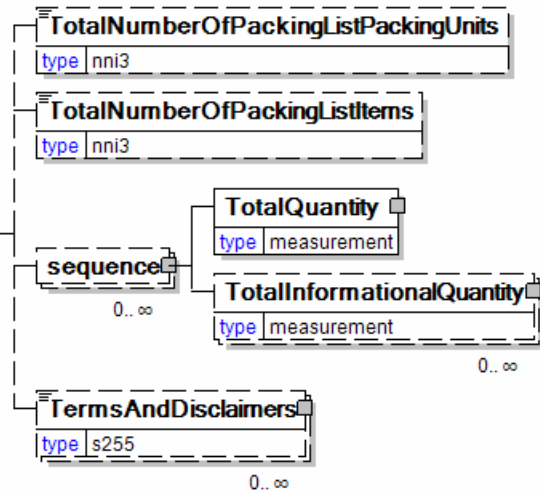 TotalNumberOfPackingListPackingUnits
type nni3
TotalNumberOfPackingListItems
type nni3
TotalQuantity
type measurement
sequence
0.. ∞
TotalInformationalQuantity
type measurement
0.. ∞
TermsAndDisclaimers
type s255
0.. ∞